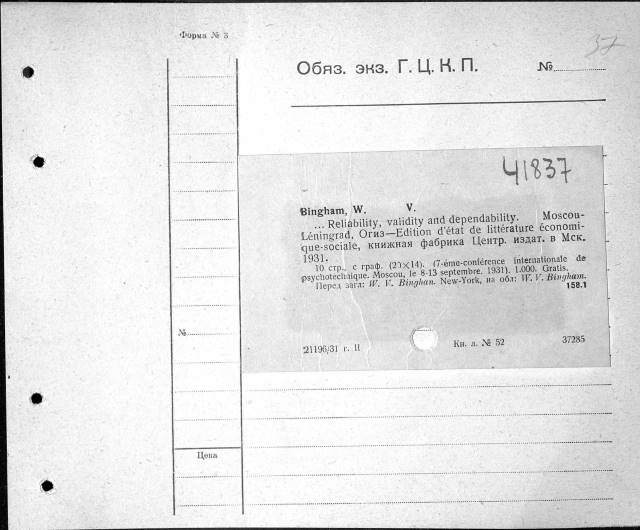 Форма № 3
37
Обяз. экз. Г. Ц. К. П. №
41837
Bingham, W. V.
... Reliability, validity and dependability. Moscou-
Léningrad, Огиз—Edition d'état de littérature économi-
que-sociale, книжная фабрика Центр. издат. в Мск.
1931.
10 стр., с граф. (20×14). (7-ème-conférence internationale de
psychotechnique. Moscou, le 8-13 septembre. 1931). 1.000. Gratis.
Перед загл: W. V. Binghan. New-York, на обл: W. V. Bingham.
158.1
21196/31 г. II Кн. л. № 52 37285
№
Цена